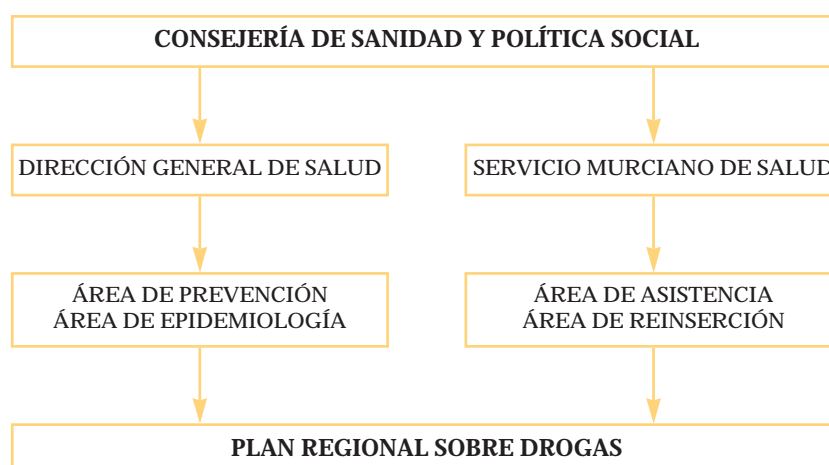 CONSEJERÍA DE SANIDAD Y POLÍTICA SOCIAL
DIRECCIÓN GENERAL DE SALUD
SERVICIO MURCIANO DE SALUD
ÁREA DE PREVENCIÓN
ÁREA DE EPIDEMIOLOGÍA
ÁREA DE ASISTENCIA
ÁREA DE REINSERCIÓN
PLAN REGIONAL SOBRE DROGAS